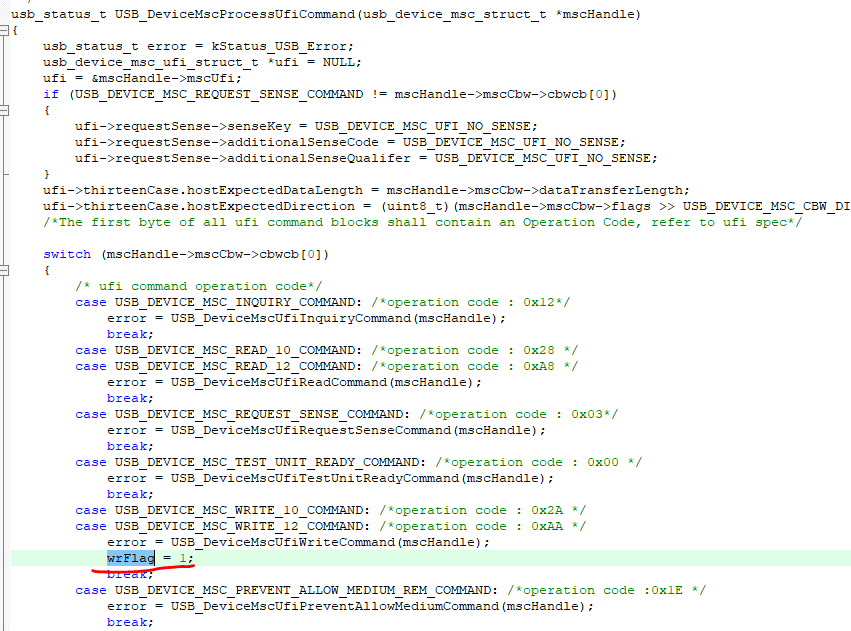 usb_status_t USB_DeviceMscProcessUfiCommand(usb_device_msc_struct_t *mscHandle)
{
usb_status_t error = kStatus_USB_Error;
usb_device_msc_ufi_struct_t *ufi = NULL;
ufi = &mscHandle->mscUfi;
if (USB_DEVICE_MSC_REQUEST_SENSE_COMMAND != mscHandle->mscCbw->cbwcb[0])
{
ufi->requestSense->senseKey = USB_DEVICE_MSC_UFI_NO_SENSE;
ufi->requestSense->additionalSenseCode = USB_DEVICE_MSC_UFI_NO_SENSE;
ufi->requestSense->additionalSenseQualifer = USB_DEVICE_MSC_UFI_NO_SENSE;
}
ufi->thirteenCase.hostExpectedDataLength = mscHandle->mscCbw->dataTransferLength;
ufi->thirteenCase.hostExpectedDirection = (uint8_t)(mscHandle->mscCbw->flags >> USB_DEVICE_MSC_CBW_DI
/*The first byte of all ufi command blocks shall contain an Operation Code, refer to ufi spec*/
switch (mscHandle->mscCbw->cbwcb[0])
{
/* ufi command operation code*/
case USB_DEVICE_MSC_INQUIRY_COMMAND: /*operation code : 0x12*/
error = USB_DeviceMscUfiInquiryCommand(mscHandle);
break;
case USB_DEVICE_MSC_READ_10_COMMAND: /*operation code : 0x28 */
case USB_DEVICE_MSC_READ_12_COMMAND: /*operation code : 0xA8 */
error = USB_DeviceMscUfiReadCommand(mscHandle);
break;
case USB_DEVICE_MSC_REQUEST_SENSE_COMMAND: /*operation code : 0x03*/
error = USB_DeviceMscUfiRequestSenseCommand(mscHandle);
break;
case USB_DEVICE_MSC_TEST_UNIT_READY_COMMAND: /*operation code : 0x00 */
error = USB_DeviceMscUfiTestUnitReadyCommand(mscHandle);
break;
case USB_DEVICE_MSC_WRITE_10_COMMAND: /*operation code : 0x2A */
case USB_DEVICE_MSC_WRITE_12_COMMAND: /*operation code : 0xAA */
error = USB_DeviceMscUfiWriteCommand(mscHandle);
wrFlag = 1;
break;
case USB_DEVICE_MSC_PREVENT_ALLOW_MEDIUM_REM_COMMAND: /*operation code :0x1E */
error = USB_DeviceMscUfiPreventAllowMediumCommand(mscHandle);
break;